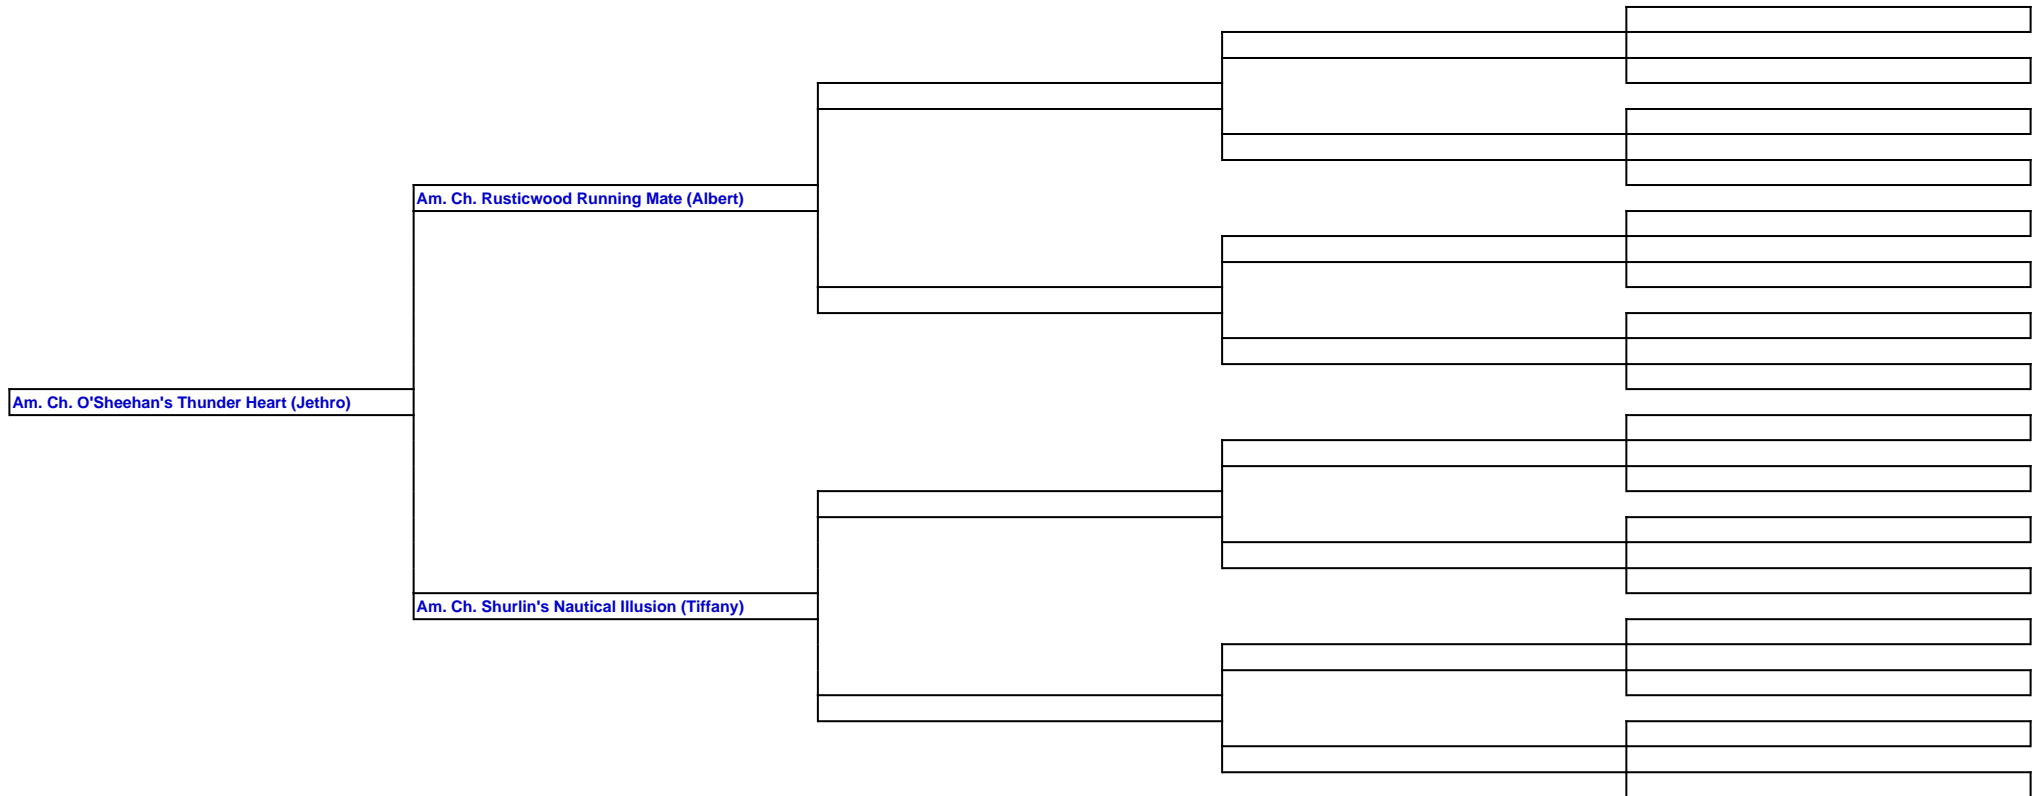 Am. Ch. Rusticwood Running Mate (Albert)
Am. Ch. O'Sheehan's Thunder Heart (Jethro)
Am. Ch. Shurlin's Nautical Illusion (Tiffany)